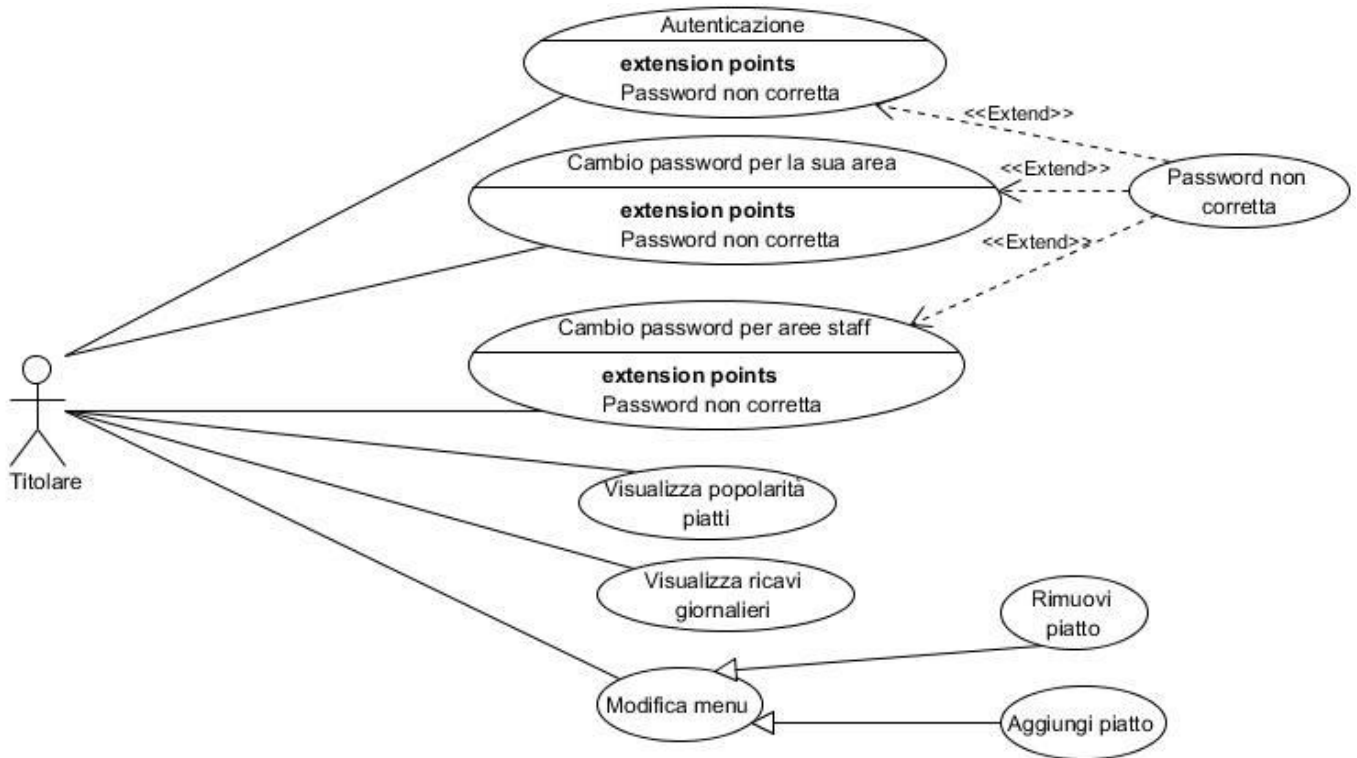 Autenticazione
extension points
Password non corretta
<<Extend>>
Cambio password per la sua area
extension points
Password non corretta
<<Extend>>
Password non
corretta
<<Extend>>
Cambio password per aree staff
extension points
Password non corretta
Titolare
Visualizza popolarità
piatti
Visualizza ricavi
giornalieri
Rimuovi
piatto
Modifica menu
Aggiungi piatto